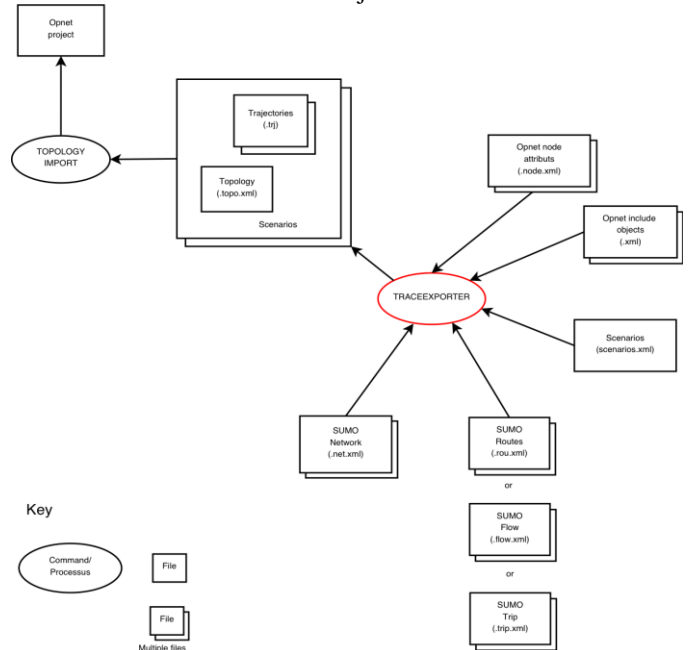 Opnet
project
TOPOLOGY
IMPORT
Trajectories
(.trj)
Topology
(.topo.xml)
Scenarios
Opnet node
attributs
(.node.xml)
Opnet include
objects
(.xml)
TRACEEXPORTER
Scenarios
(scenarios.xml)
SUMO
Network
(.net.xml)
SUMO
Routes
(.rou.xml)
or
SUMO
Flow
(.flow.xml)
or
SUMO
Trip
(.trip.xml)
Key
Command/
Processus
File
File
Multiple files